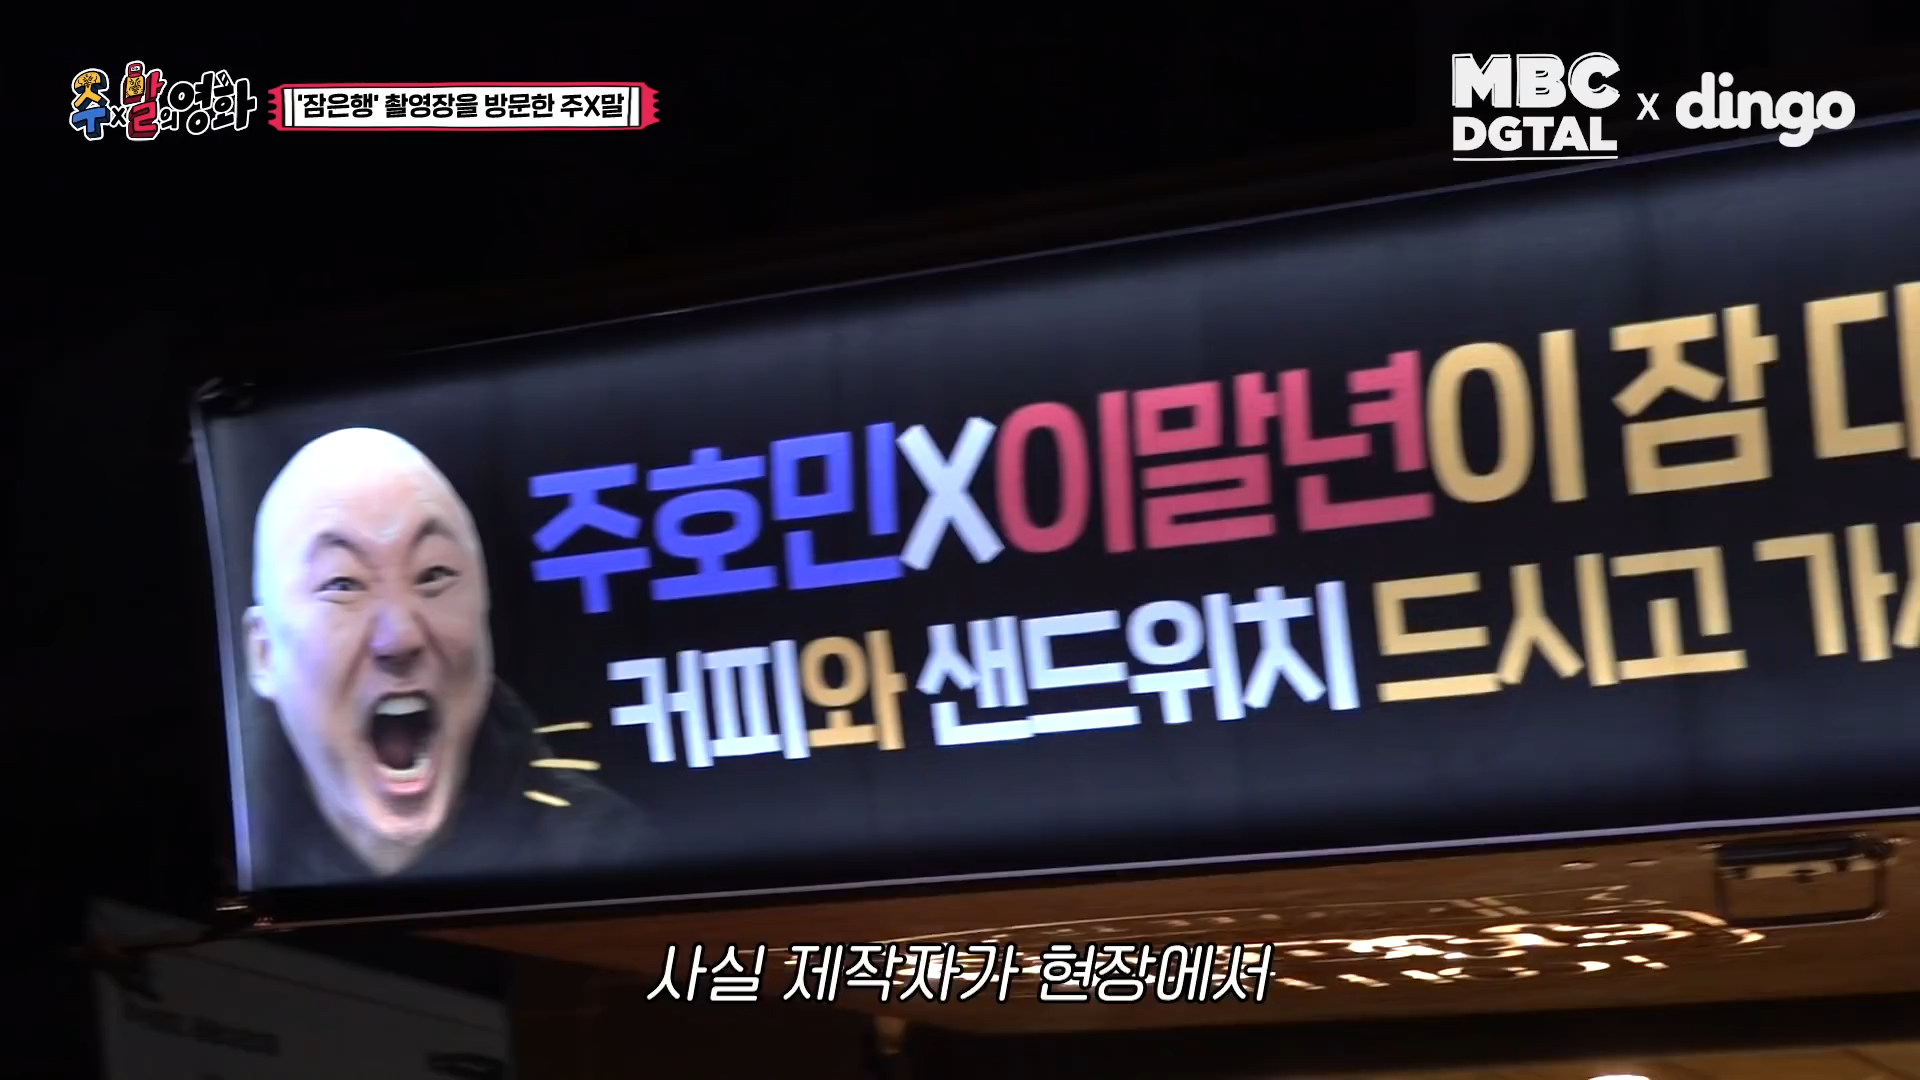 주x말의영화
'잠은행' 촬영장을 방문한 주X말
MBC
DGTAL
x dingo
주호민X이말년이 잠
커피와 샌드위치 드시고
사실 제작자가 현장에서